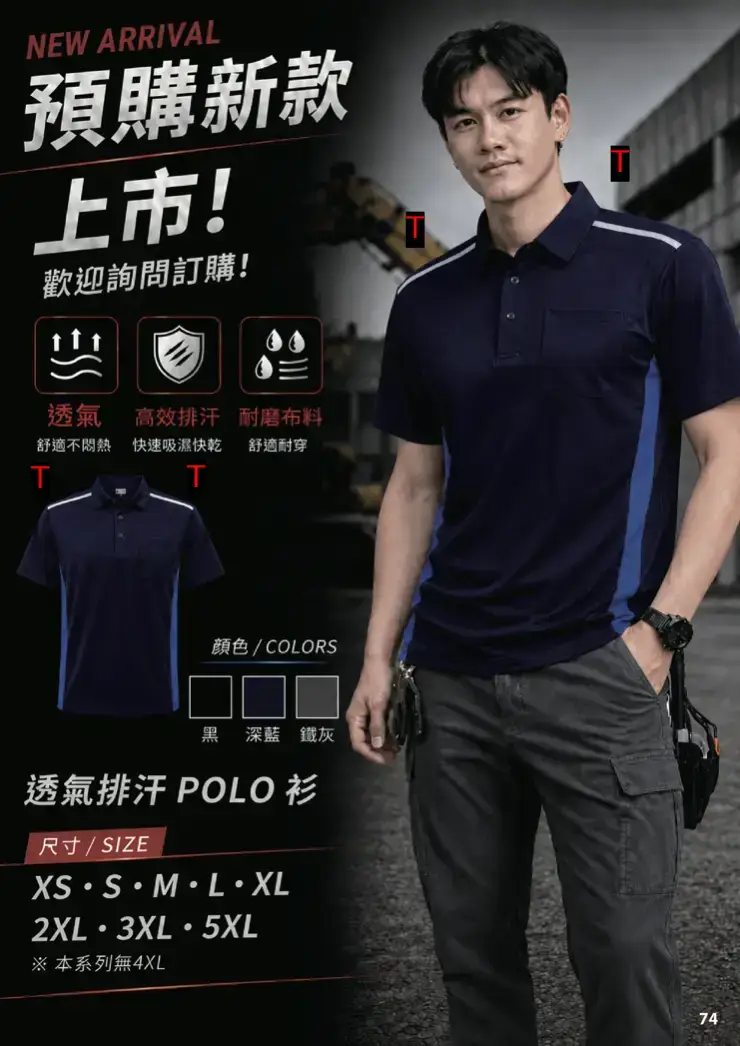 NEW ARRIVAL
預購新款
上市!
歡迎詢問訂購!
透氣 高效排汗 耐磨布料
舒適不悶熱 快速吸濕快乾 舒適耐穿
T T
T T
顏色 / COLORS
黑 深藍 鐵灰
透氣排汗 POLO 衫
尺寸 / SIZE
XS・S・M・L・XL
2XL・3XL・5XL
※ 本系列無4XL
74